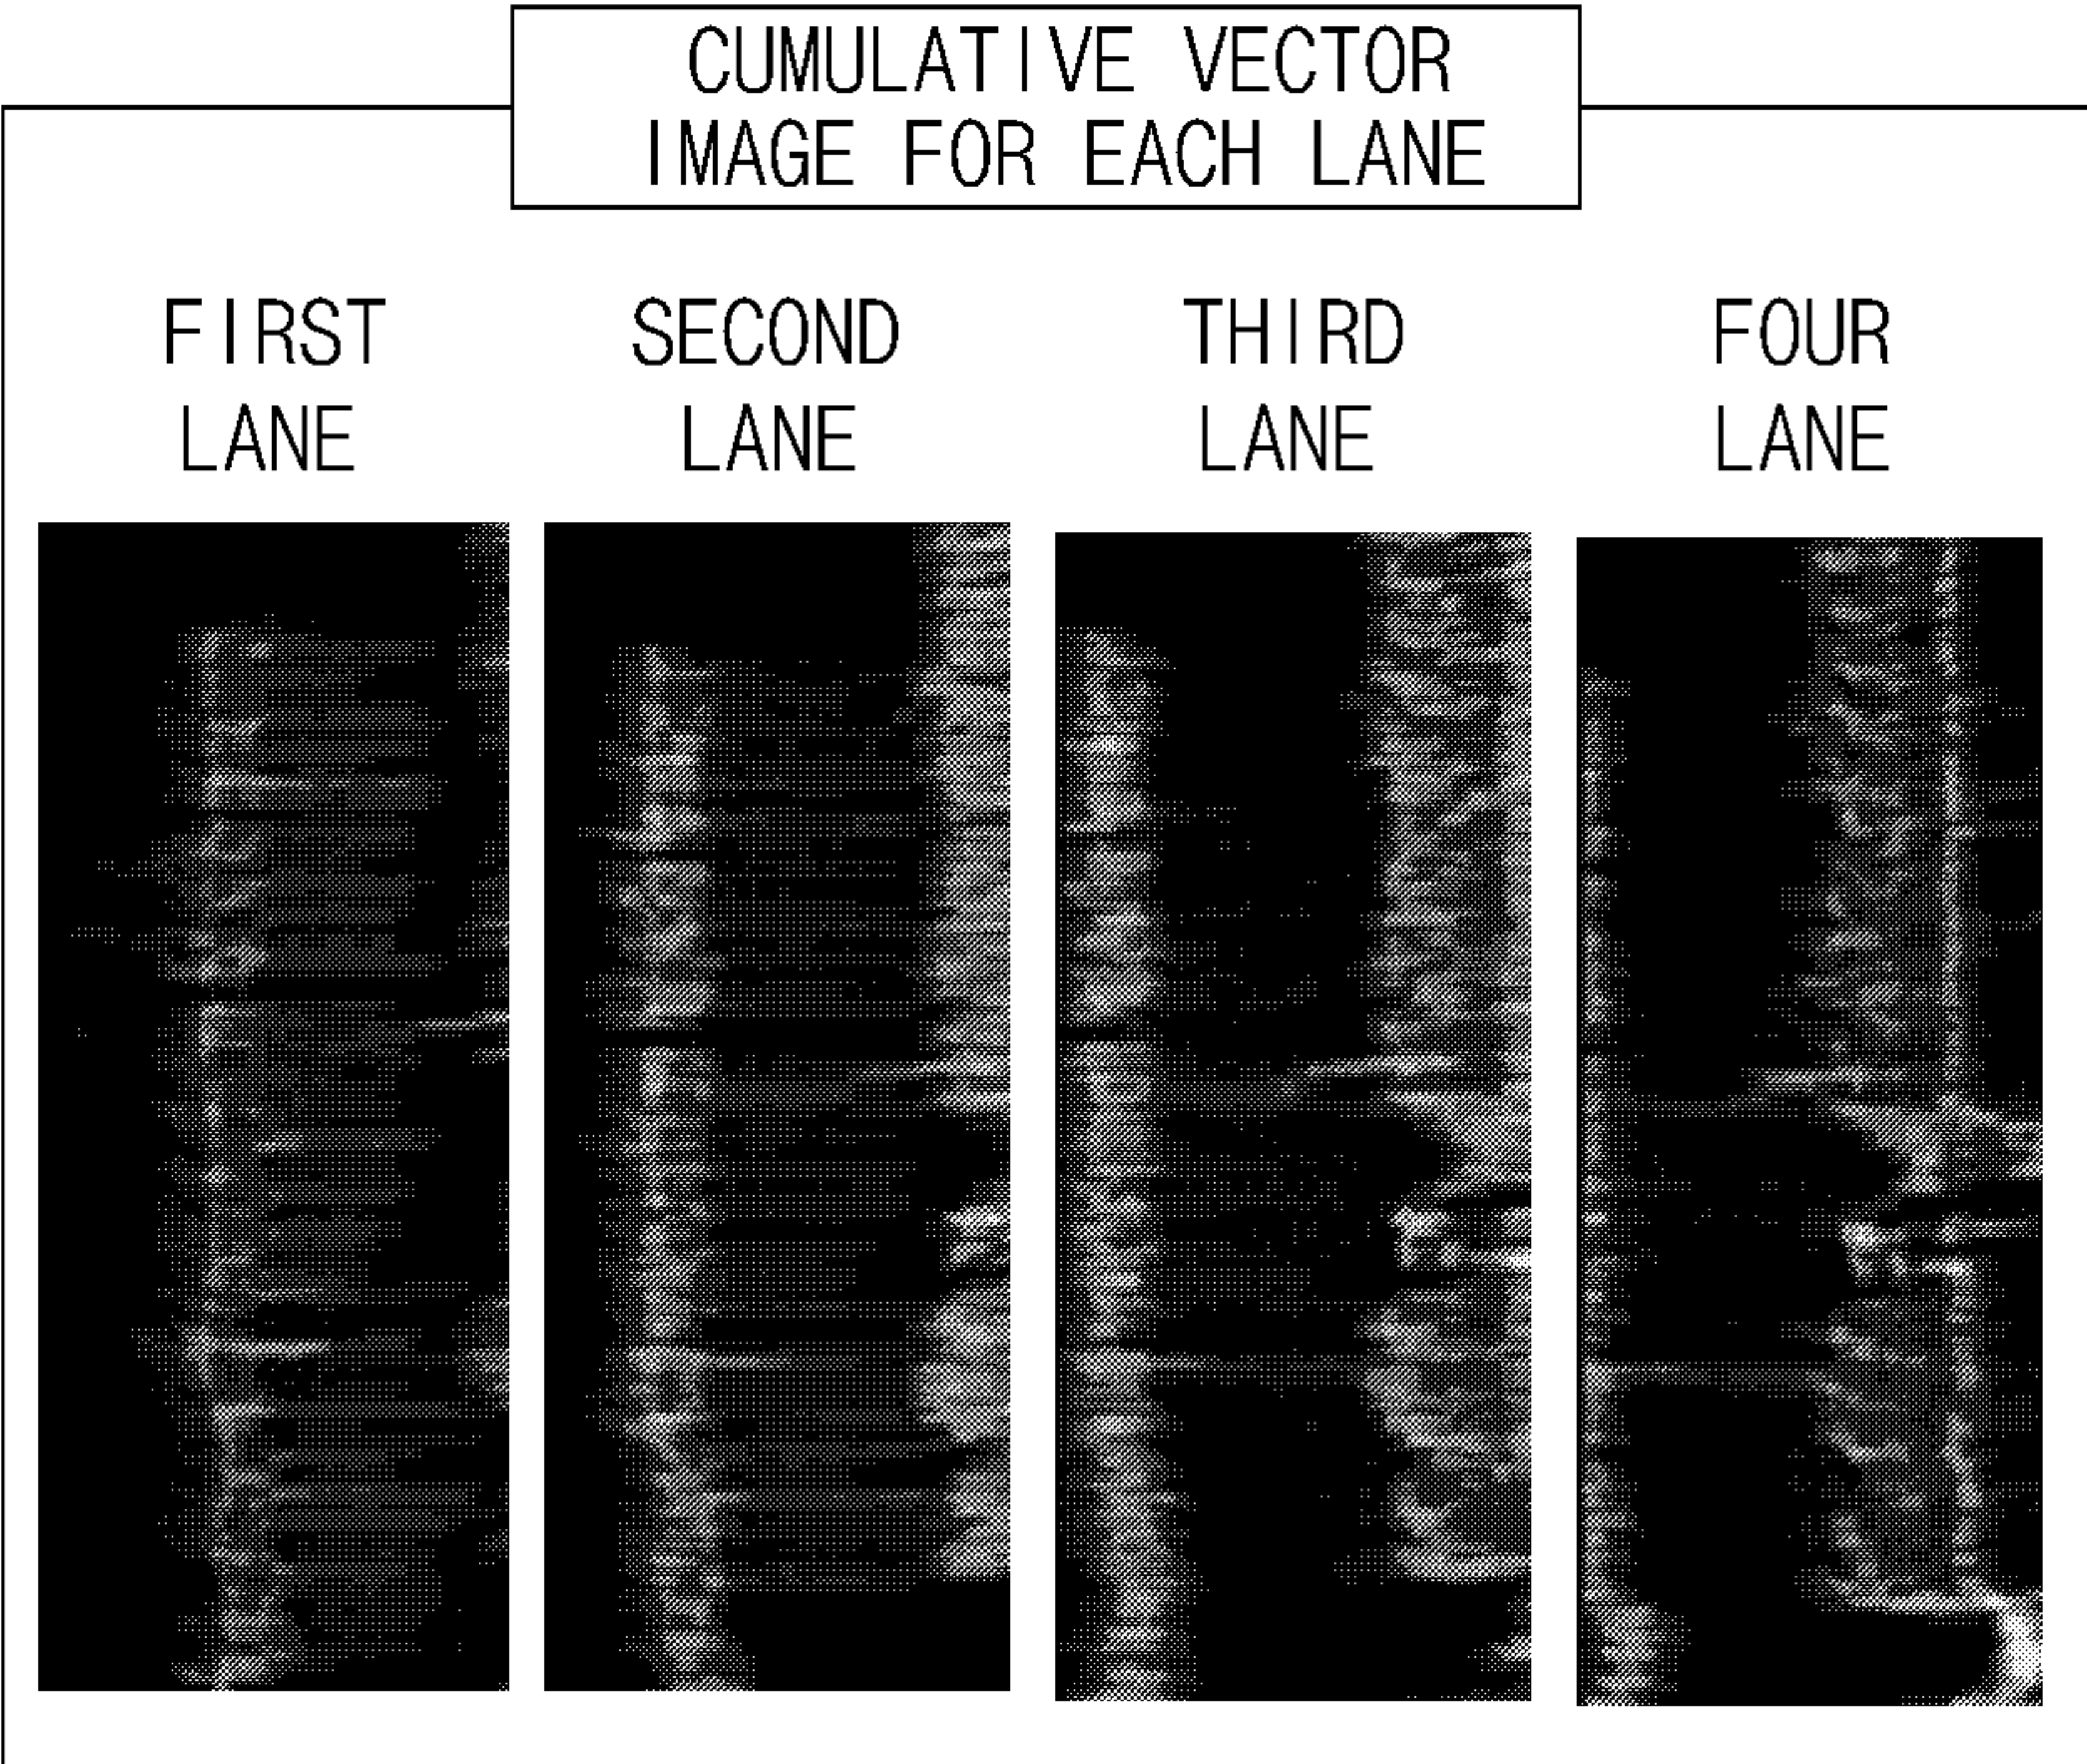 CUMULATIVE VECTOR
IMAGE FOR EACH LANE
FIRST
LANE
SECOND
LANE
THIRD
LANE
FOUR
LANE